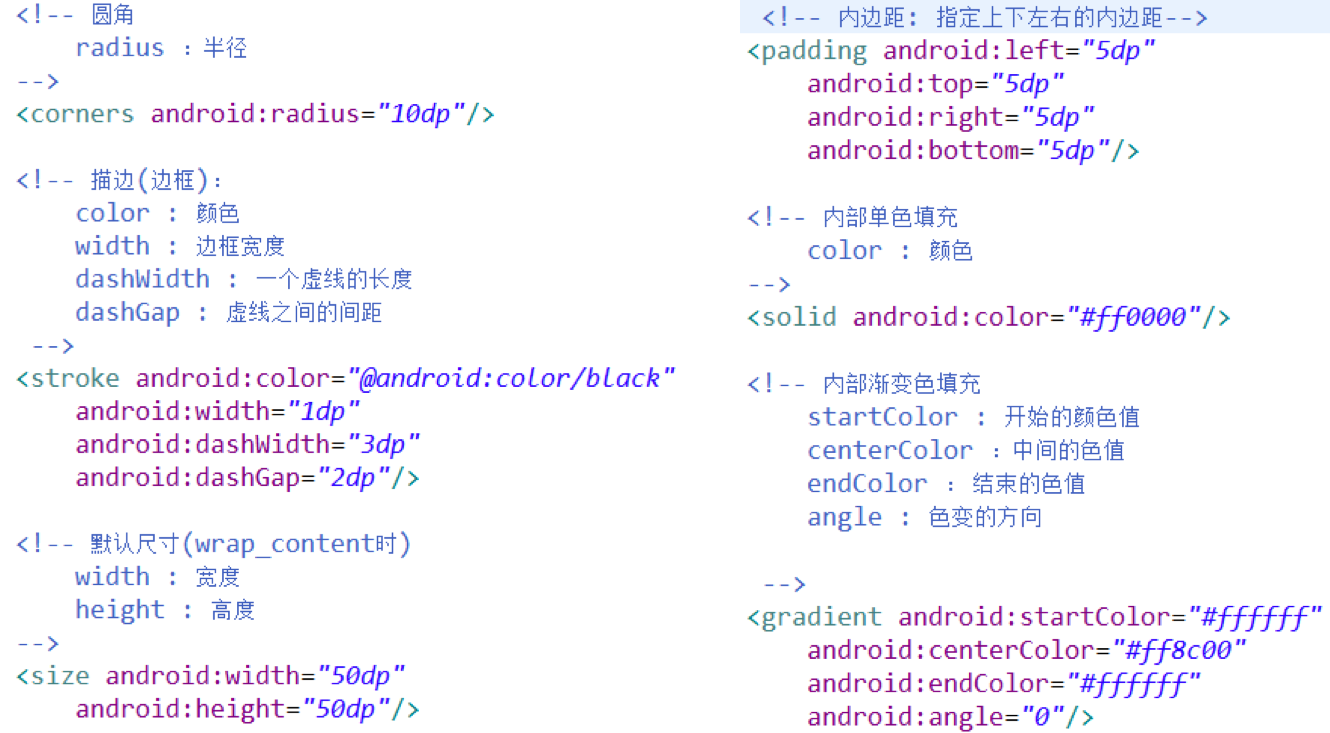 <!-- 圆角
radius :半径
-->
<corners android:radius="10dp"/>
<!-- 描边(边框):
color : 颜色
width : 边框宽度
dashWidth : 一个虚线的长度
dashGap : 虚线之间的间距
-->
<stroke android:color="@android:color/black"
android:width="1dp"
android:dashWidth="3dp"
android:dashGap="2dp"/>
<!-- 默认尺寸(wrap_content时)
width : 宽度
height : 高度
-->
<size android:width="50dp"
android:height="50dp"/>
<!-- 内边距: 指定上下左右的内边距-->
<padding android:left="5dp"
android:top="5dp"
android:right="5dp"
android:bottom="5dp"/>
<!-- 内部单色填充
color : 颜色
-->
<solid android:color="#ff0000"/>
<!-- 内部渐变色填充
startColor : 开始的颜色值
centerColor :中间的色值
endColor :结束的色值
angle : 色变的方向
-->
<gradient android:startColor="#ffffff"
android:centerColor="#ff8c00"
android:endColor="#ffffff"
android:angle="0"/>